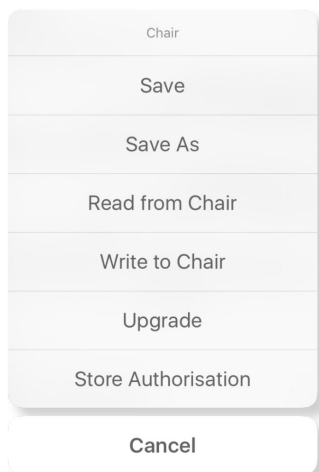 Chair
Save
Save As
Read from Chair
Write to Chair
Upgrade
Store Authorisation
Cancel